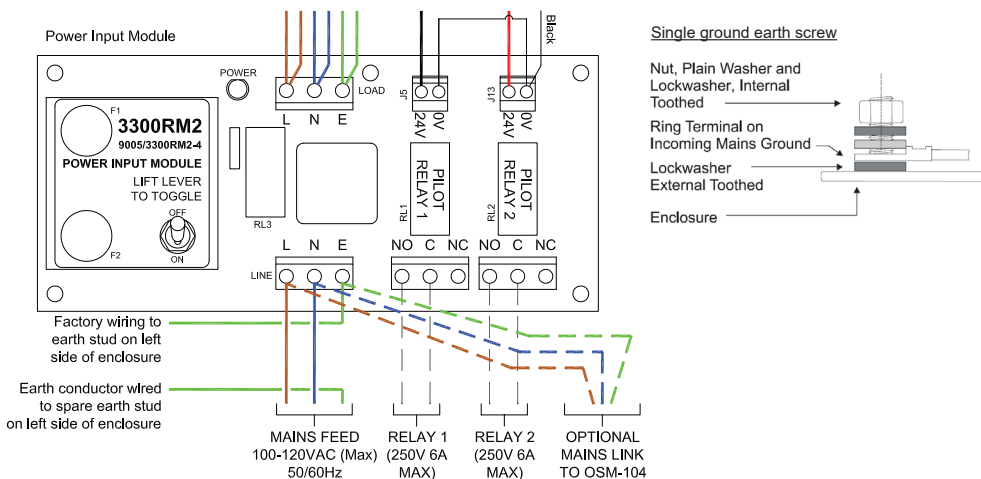 Power Input Module
POWER
LOAD
L N E
J5
24V
0V
J13
24V
0V
Black
F1
3300RM2
9005/3300RM2-4
POWER INPUT MODULE
LIFT LEVER
TO TOGGLE
OFF
ON
F2
RL3
PILOT
RELAY 1
RL1
PILOT
RELAY 2
RL2
L N E
LINE
NO C NC
NO C NC
Factory wiring to
earth stud on left
side of enclosure
Earth conductor wired
to spare earth stud
on left side of enclosure
MAINS FEED
100-120VAC (Max)
50/60Hz
RELAY 1
(250V 6A
MAX)
RELAY 2
(250V 6A
MAX)
OPTIONAL
MAINS LINK
TO OSM-104
Single ground earth screw
Nut, Plain Washer and
Lockwasher, Internal
Toothed
Ring Terminal on
Incoming Mains Ground
Lockwasher
External Toothed
Enclosure